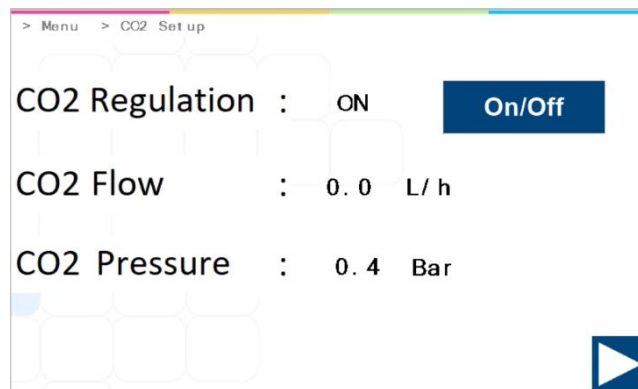 > Menu > CO2 Set up
CO2 Regulation : ON On/Off
CO2 Flow : 0.0 L/h
CO2 Pressure : 0.4 Bar